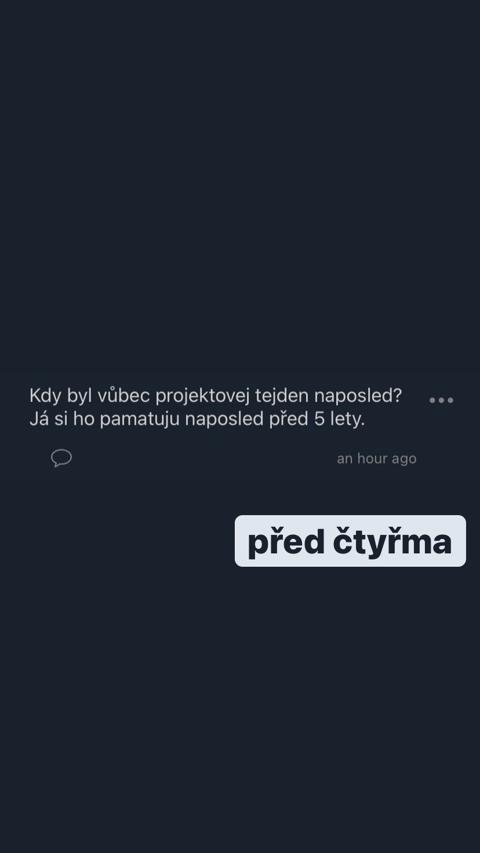 Kdy byl vůbec projektovej tejden naposled?
Já si ho pamatuju naposled před 5 lety.
an hour ago
před čtyřma